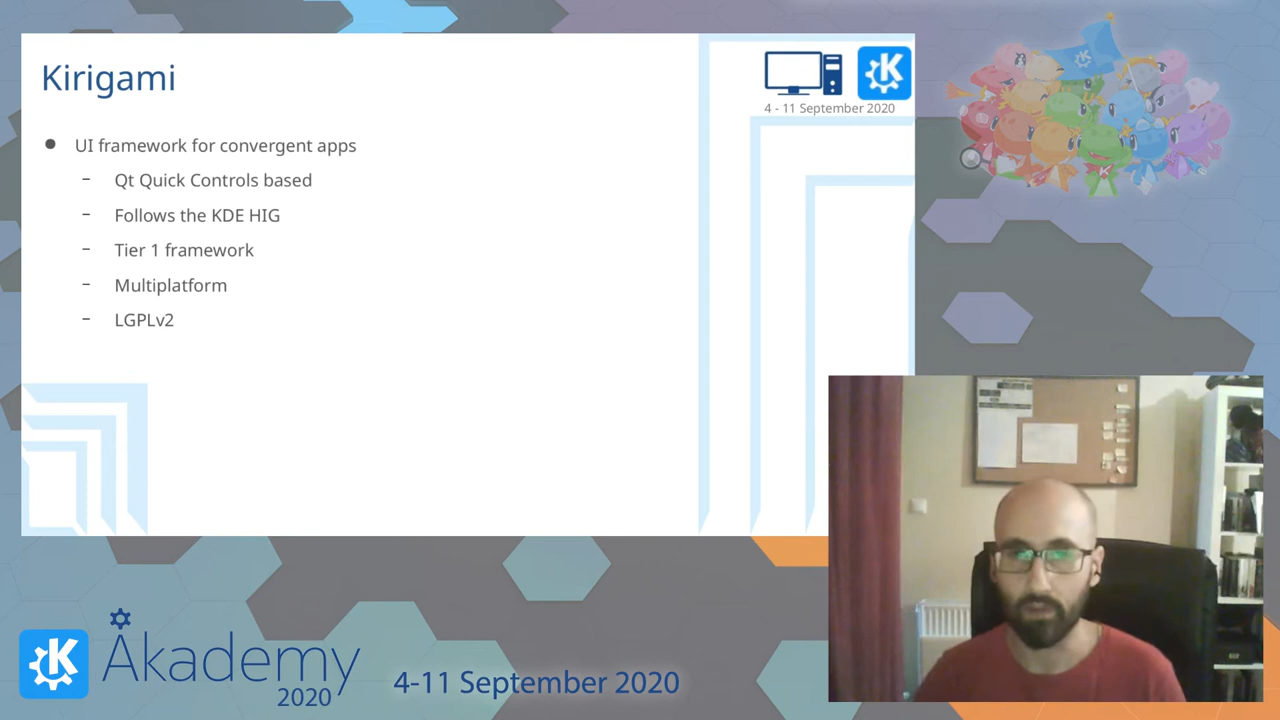 Kirigami
4 - 11 September 2020
● UI framework for convergent apps
– Qt Quick Controls based
– Follows the KDE HIG
– Tier 1 framework
– Multiplatform
– LGPLv2
Akademy
2020
4-11 September 2020